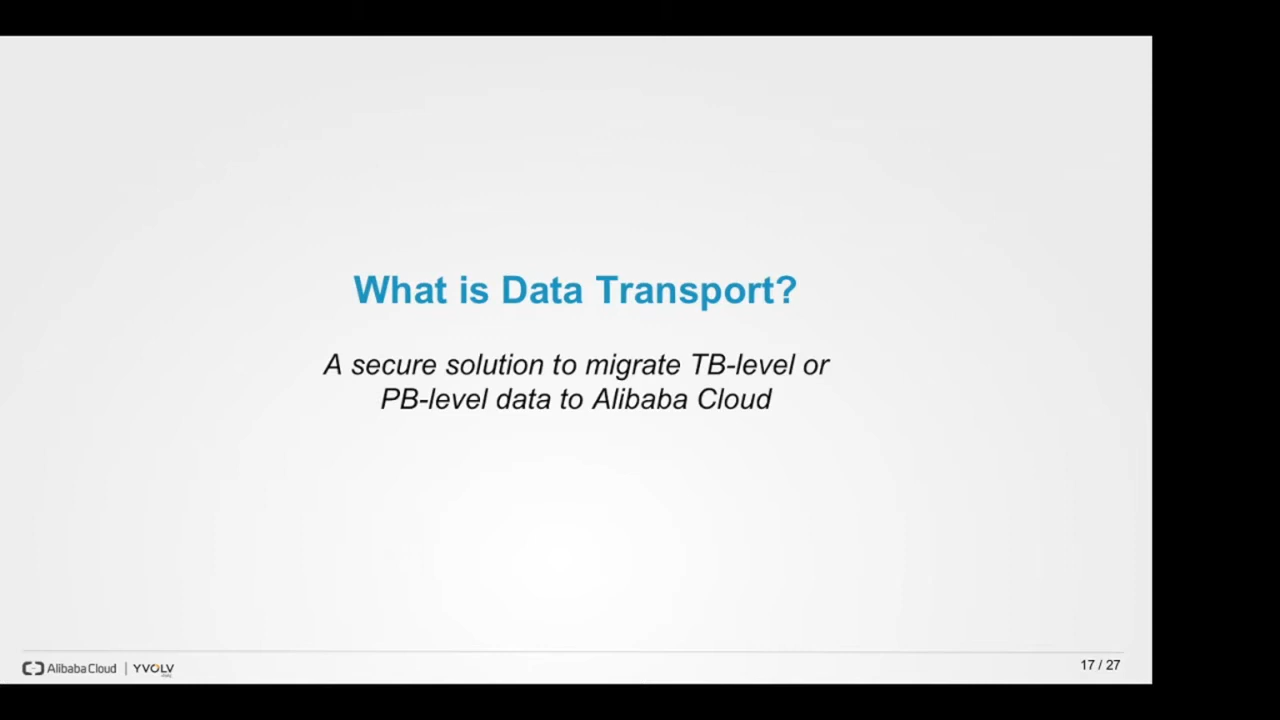 What is Data Transport?
A secure solution to migrate TB-level or
PB-level data to Alibaba Cloud
Alibaba Cloud | YVOLV
17 / 27